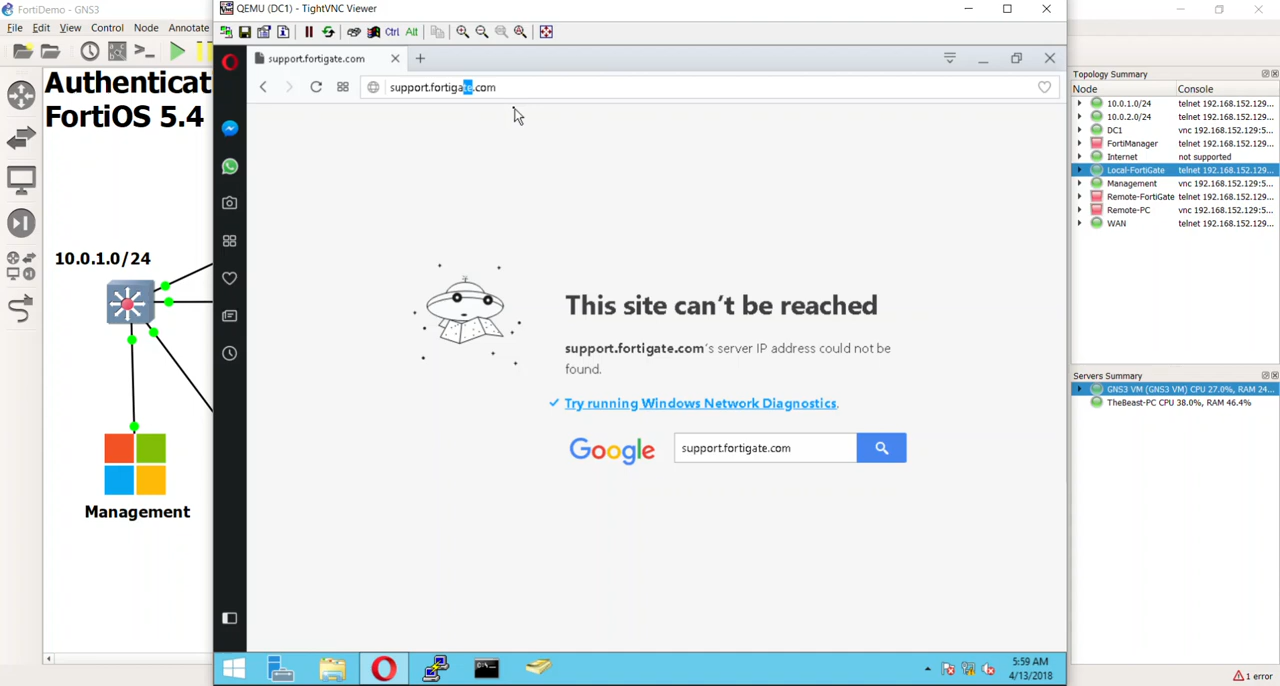 FortiDemo - GNS3
File Edit View Control Node Annotate
Authenticat
FortiOS 5.4
10.0.1.0/24
Management
QEMU (DC1) - TightVNC Viewer
Ctrl Alt
support.fortigate.com
support.fortigate.com
This site can't be reached
support.fortigate.com's server IP address could not be
found.
Try running Windows Network Diagnostics.
Google support.fortigate.com
5:59 AM
4/13/2018
Topology Summary
Node Console
10.0.1.0/24 telnet 192.168.152.129...
10.0.2.0/24 telnet 192.168.152.129...
DC1 vnc 192.168.152.129:5...
FortiManager telnet 192.168.152.129...
Internet not supported
Local-FortiGate telnet 192.168.152.129...
Management vnc 192.168.152.129:5...
Remote-FortiGate telnet 192.168.152.129...
Remote-PC vnc 192.168.152.129:5...
WAN telnet 192.168.152.129...
Servers Summary
GNS3 VM (GNS3 VM) CPU 27.0%, RAM 24...
TheBeast-PC CPU 38.0%, RAM 46.4%
1 error